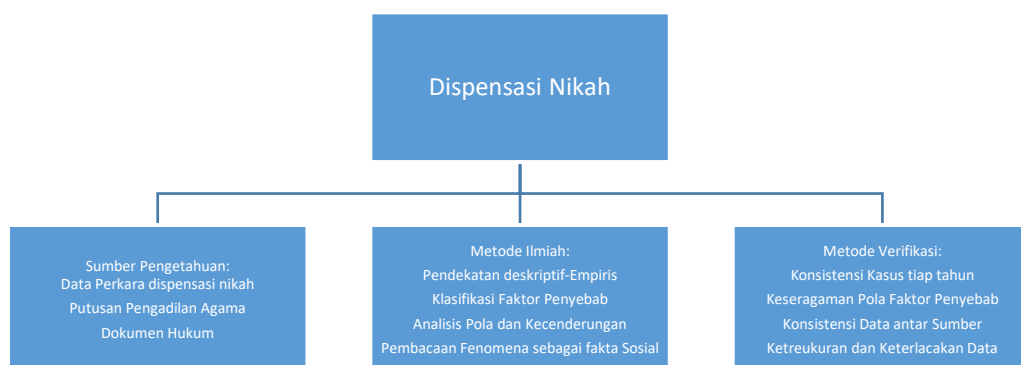 Dispensasi Nikah
Sumber Pengetahuan:
Data Perkara dispensasi nikah
Putusan Pengadilan Agama
Dokumen Hukum
Metode Ilmiah:
Pendekatan deskriptif-Empiris
Klasifikasi Faktor Penyebab
Analisis Pola dan Kecenderungan
Pembacaan Fenomena sebagai fakta Sosial
Metode Verifikasi:
Konsistensi Kasus tiap tahun
Keseragaman Pola Faktor Penyebab
Konsistensi Data antar Sumber
Ketreukuran dan Keterlacakan Data